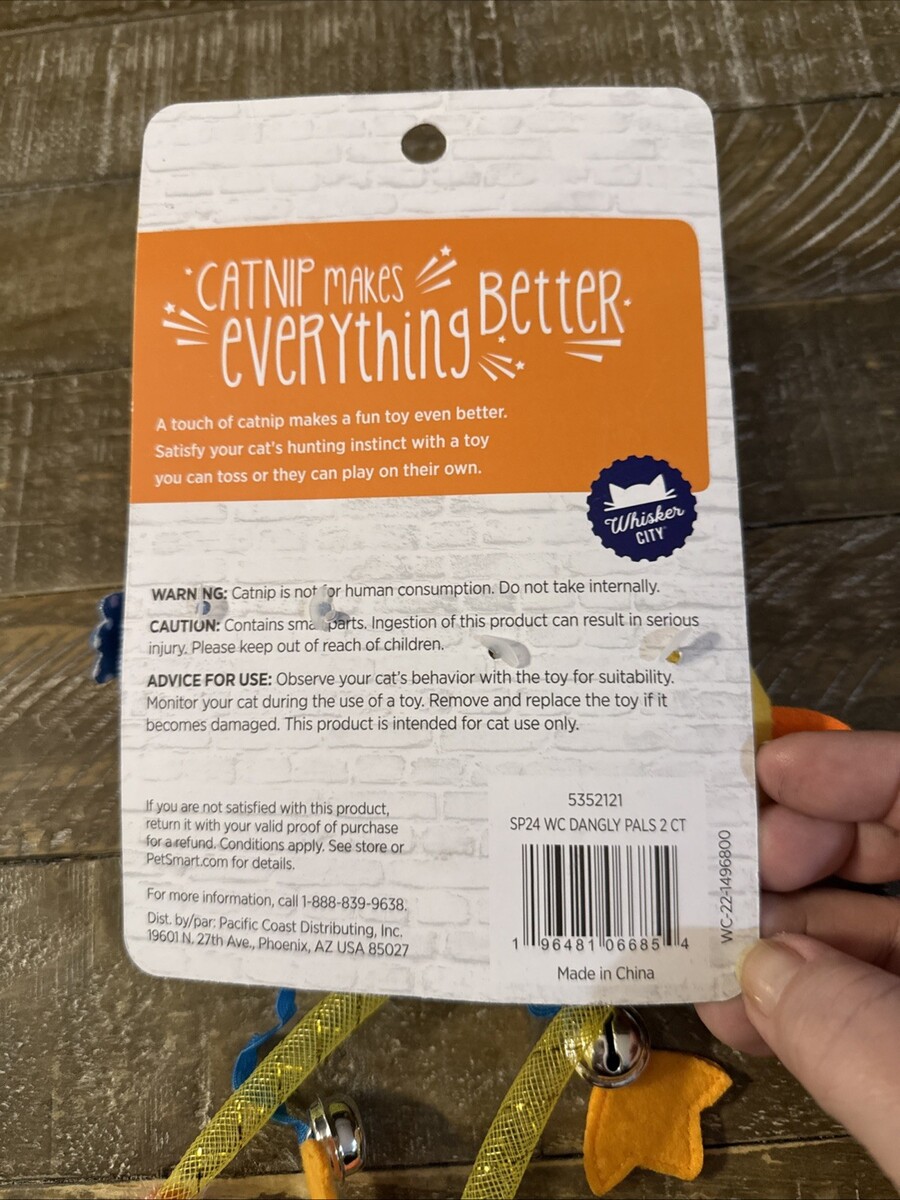 CATNIP MAKES
EVERYthing BEttER
A touch of catnip makes a fun toy even better.
Satisfy your cat's hunting instinct with a toy
you can toss or they can play on their own.
Whisker
CITY
WARN NG: Catnip is not for human consumption. Do not take internally.
CAUTION: Contains sma parts. Ingestion of this product can result in serious
injury. Please keep out of reach of children.
ADVICE FOR USE: Observe your cat's behavior with the toy for suitability.
Monitor your cat during the use of a toy. Remove and replace the toy if it
becomes damaged. This product is intended for cat use only.
If you are not satisfied with this product,
return it with your valid proof of purchase
for a refund. Conditions apply. See store or
PetSmart.com for details.
For more information, call 1-888-839-9638.
Dist. by/par: Pacific Coast Distributing, Inc.
19601 N. 27th Ave., Phoenix, AZ USA 85027
5352121
SP24 WC DANGLY PALS 2 CT
1 96481 06685 4
Made in China
WC-22-1496800